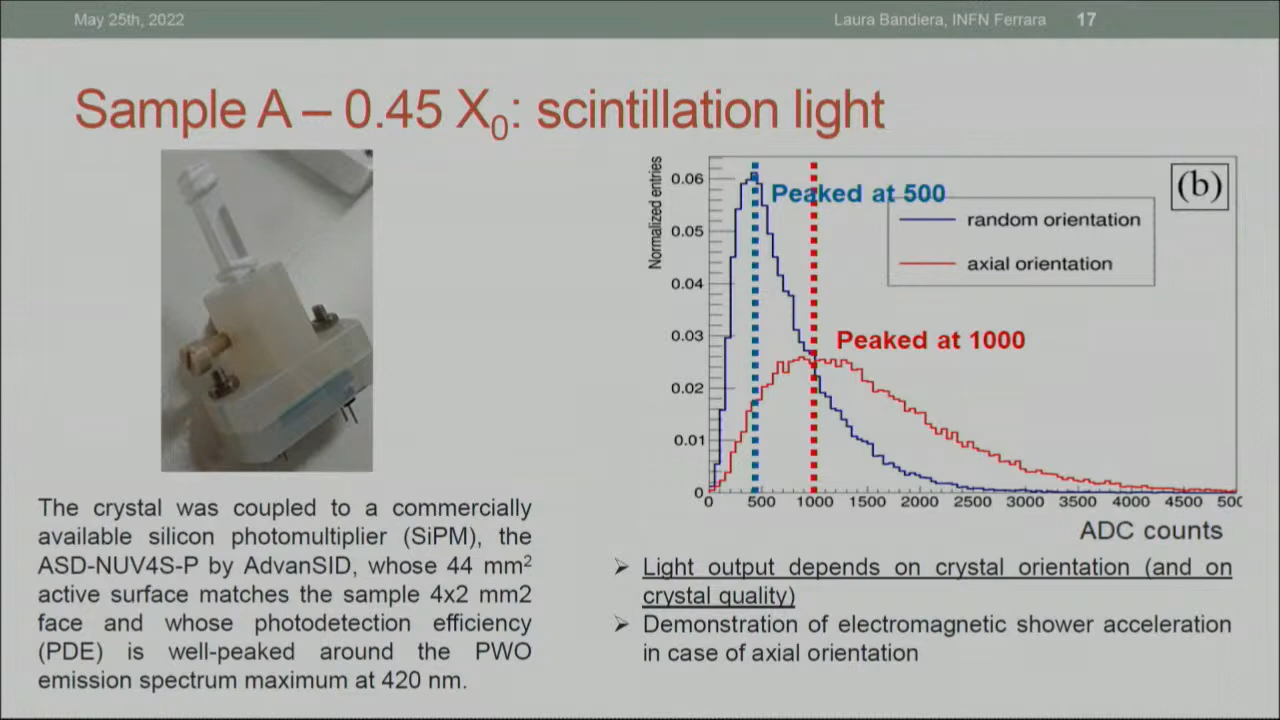 May 25th, 2022
Laura Bandiera, INFN Ferrara 17
Sample A – 0.45 X0: scintillation light
Normalized entries
0.06
0.05
0.04
0.03
0.02
0.01
0
Peaked at 500
(b)
random orientation
axial orientation
Peaked at 1000
0 500 1000 1500 2000 2500 3000 3500 4000 4500 500
ADC counts
The crystal was coupled to a commercially
available silicon photomultiplier (SiPM), the
ASD-NUV4S-P by AdvanSID, whose 44 mm²
active surface matches the sample 4x2 mm2
face and whose photodetection efficiency
(PDE) is well-peaked around the PWO
emission spectrum maximum at 420 nm.
➢ Light output depends on crystal orientation (and on
crystal quality)
➢ Demonstration of electromagnetic shower acceleration
in case of axial orientation